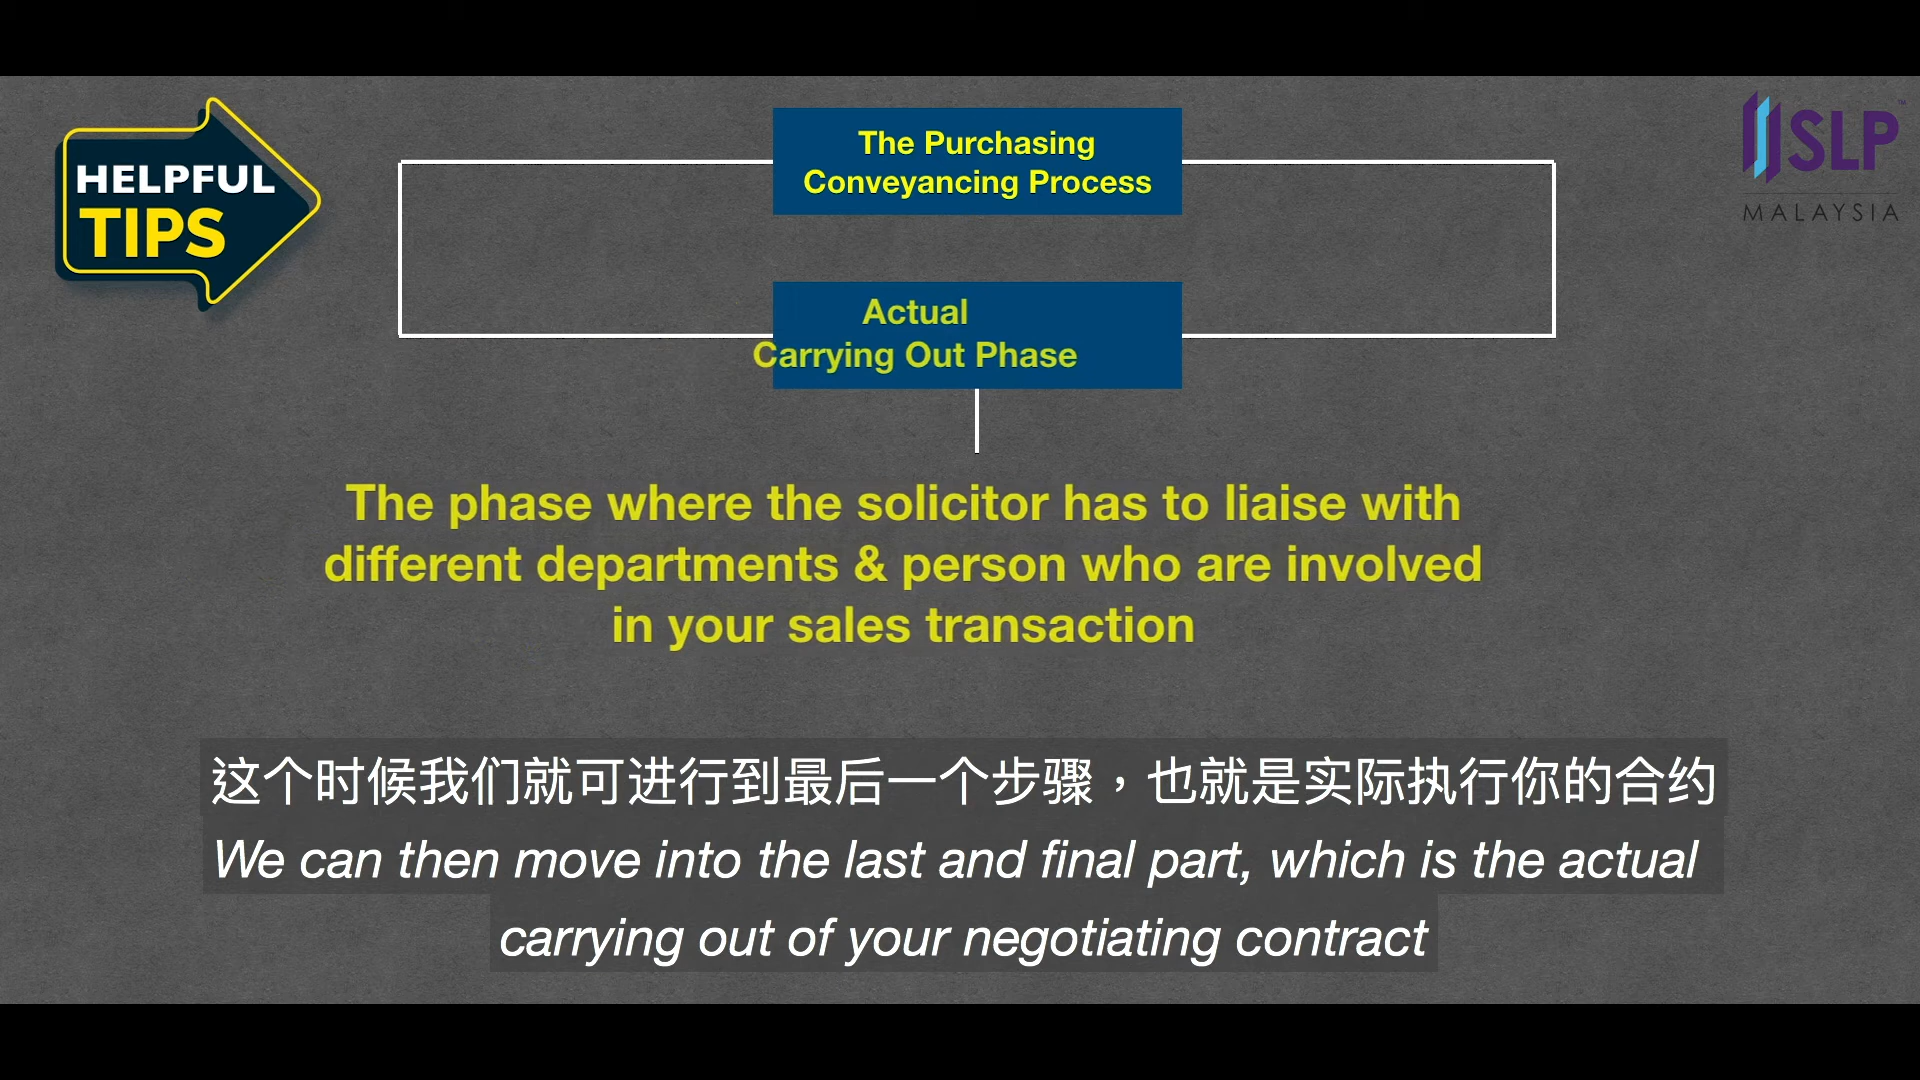 HELPFUL
TIPS
The Purchasing
Conveyancing Process
SLP™
MALAYSIA
Actual
Carrying Out Phase
The phase where the solicitor has to liaise with
different departments & person who are involved
in your sales transaction
这个时候我们就可进行到最后一个步骤，也就是实际执行你的合约
We can then move into the last and final part, which is the actual
carrying out of your negotiating contract